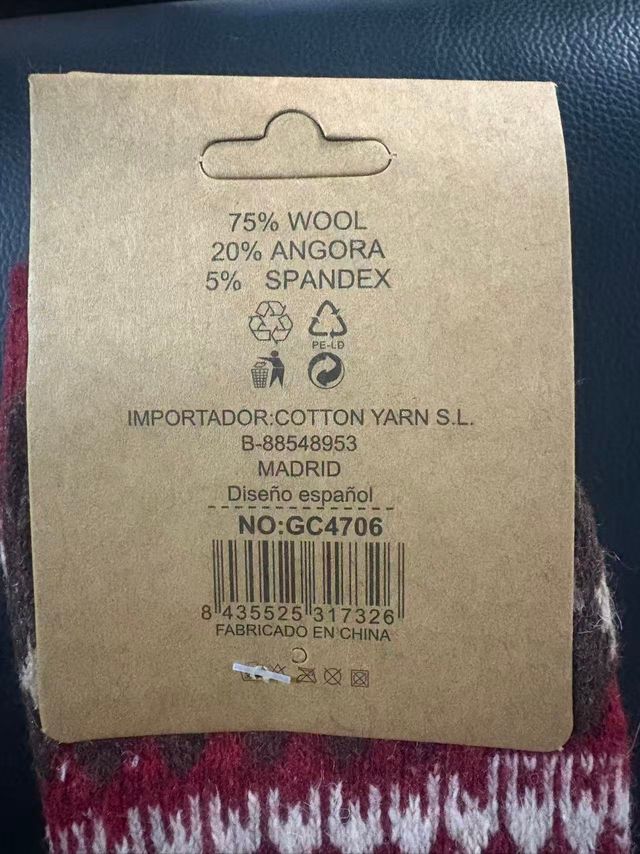 75% WOOL
20% ANGORA
5% SPANDEX
PE-LD
IMPORTADOR:COTTON YARN S.L.
B-88548953
MADRID
Diseño español
NO:GC4706
8 435525 317326
FABRICADO EN CHINA